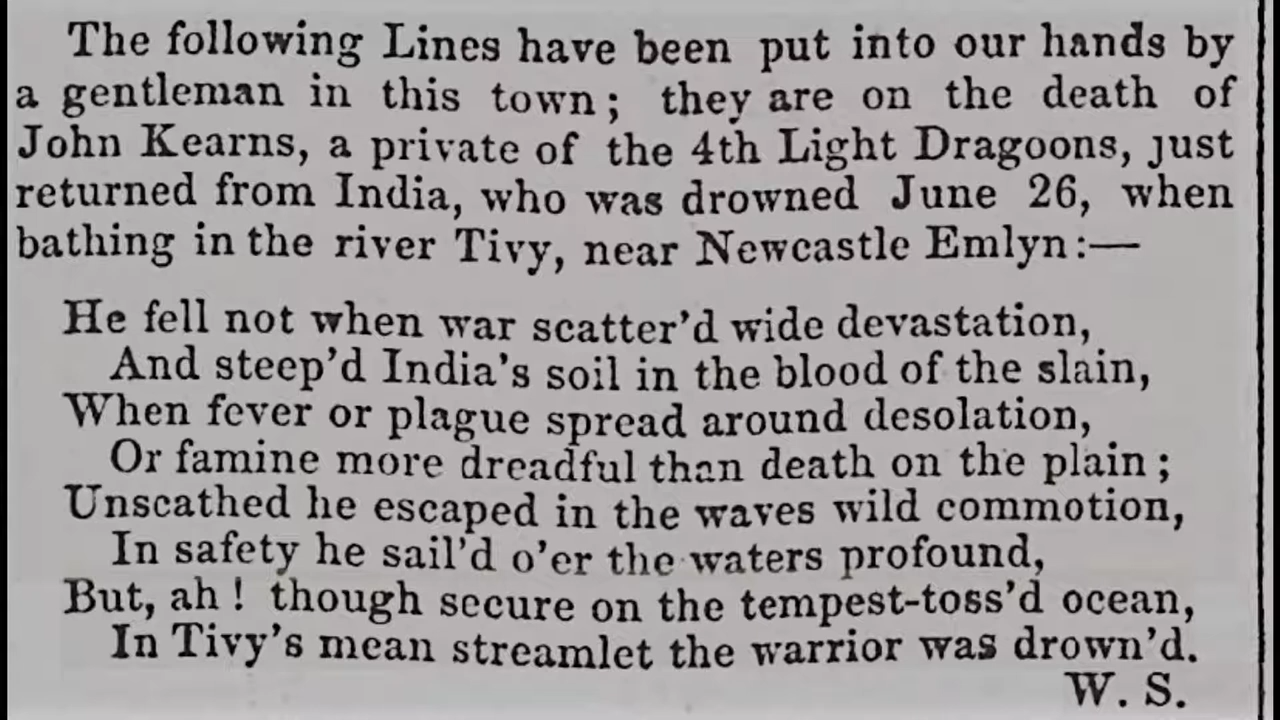 The following Lines have been put into our hands by
a gentleman in this town; they are on the death of
John Kearns, a private of the 4th Light Dragoons, just
returned from India, who was drowned June 26, when
bathing in the river Tivy, near Newcastle Emlyn:—
He fell not when war scatter'd wide devastation,
And steep'd India's soil in the blood of the slain,
When fever or plague spread around desolation,
Or famine more dreadful than death on the plain;
Unscathed he escaped in the waves wild commotion,
In safety he sail'd o'er the waters profound,
But, ah! though secure on the tempest-toss'd ocean,
In Tivy's mean streamlet the warrior was drown'd.
W. S.